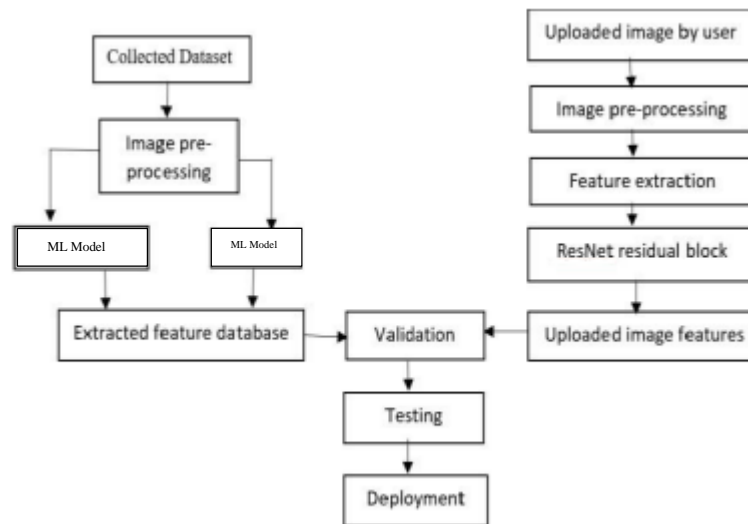 Collected Dataset
Image pre-
processing
ML Model
ML Model
Extracted feature database
Uploaded image by user
Image pre-processing
Feature extraction
ResNet residual block
Uploaded image features
Validation
Testing
Deployment